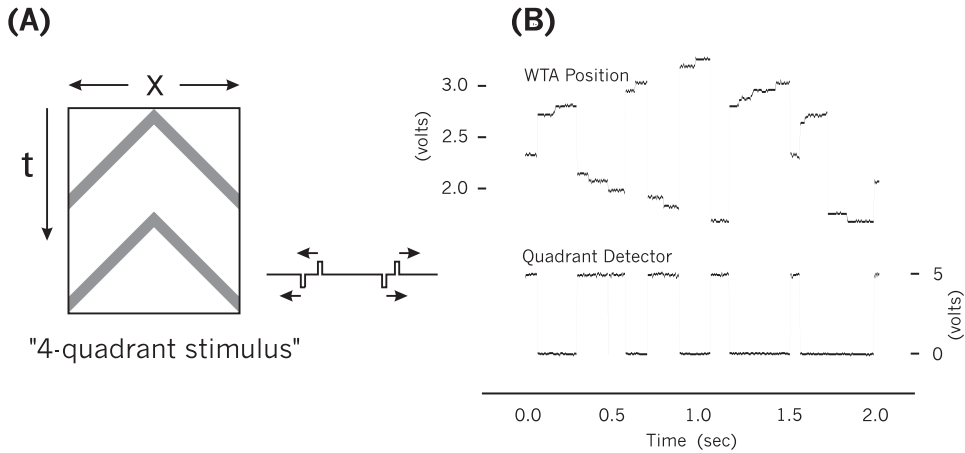 (A)
X
t
"4-quadrant stimulus"
(B)
WTA Position
3.0
2.5
2.0
(volts)
Quadrant Detector
5
0
(volts)
0.0 0.5 1.0 1.5 2.0
Time (sec)